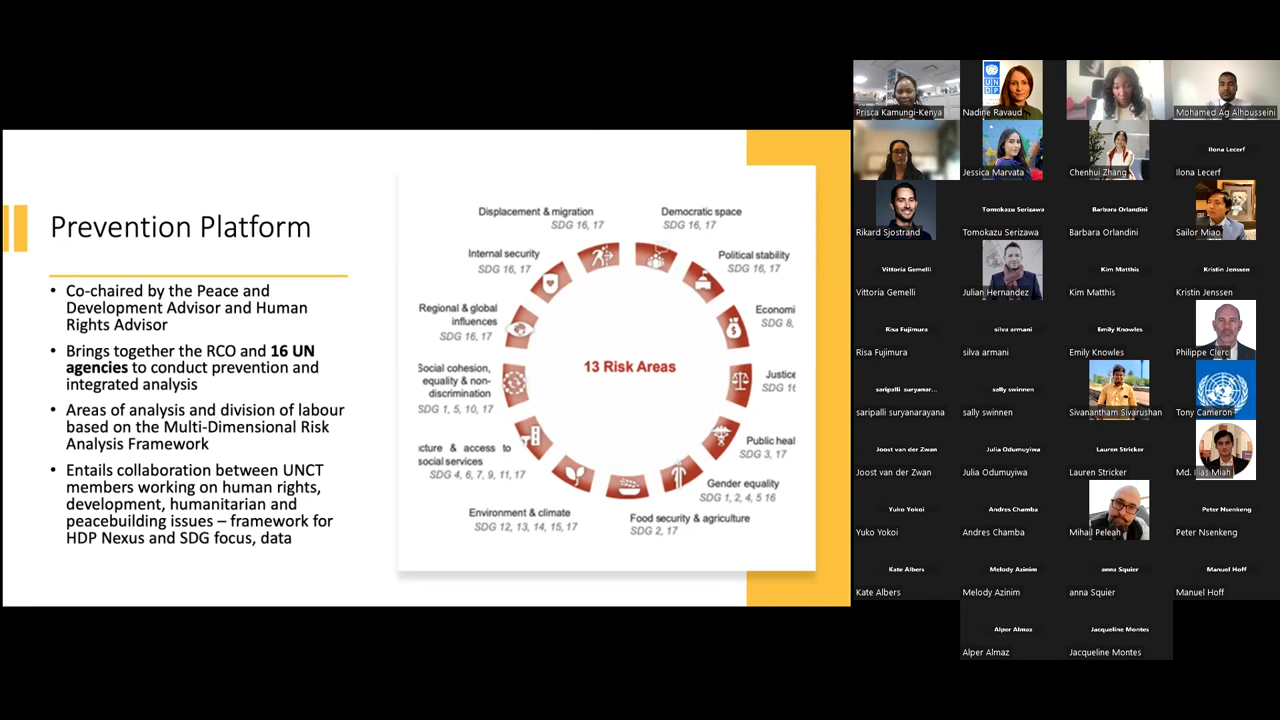 Prevention Platform
• Co-chaired by the Peace and
Development Advisor and Human
Rights Advisor
• Brings together the RCO and 16 UN
agencies to conduct prevention and
integrated analysis
• Areas of analysis and division of labour
based on the Multi-Dimensional Risk
Analysis Framework
• Entails collaboration between UNCT
members working on human rights,
development, humanitarian and
peacebuilding issues – framework for
HDP Nexus and SDG focus, data
13 Risk Areas
Democratic space
SDG 16, 17
Political stability
SDG 16, 17
Economi
SDG 8,
Justice
SDG 16
Public heal
SDG 3, 17
Gender equality
SDG 1, 2, 4, 5 16
Food security & agriculture
SDG 2, 17
Environment & climate
SDG 12, 13, 14, 15, 17
cture & access to
social services
SDG 4, 6, 7, 9, 11, 17
Social cohesion,
equality & non-
discrimination
SDG 1, 5, 10, 17
Regional & global
influences
SDG 16, 17
Internal security
SDG 16, 17
Displacement & migration
SDG 16, 17
Prisca Kamungi-Kenya
UNDP
Nadine Ravaud
Mohamed Ag Alhousseini
Jessica Marvata
Chenhui Zhang
Ilona Lecerf
Ilona Lecerf
Rikard Sjostrand
Tomokazu Serizawa
Tomokazu Serizawa
Barbara Orlandini
Barbara Orlandini
Sailor Miao
Vittoria Gemelli
Vittoria Gemelli
Julian Hernandez
Kim Matthis
Kim Matthis
Kristin Jenssen
Kristin Jenssen
Risa Fujimura
Risa Fujimura
silva armani
silva armani
Emily Knowles
Emily Knowles
Philippe Clerc
saripalli suryanar...
saripalli suryanarayana
sally swinnen
sally swinnen
Sivanantham Sivarushan
Tony Cameron
Joost van der Zwan
Joost van der Zwan
Julia Odumuyiwa
Julia Odumuyiwa
Lauren Stricker
Lauren Stricker
Md. Ilias Miah
Yuko Yokoi
Yuko Yokoi
Andres Chamba
Andres Chamba
Mihail Peleah
Peter Nsenkeng
Peter Nsenkeng
Kate Albers
Kate Albers
Melody Azinim
Melody Azinim
anna Squier
anna Squier
Manuel Hoff
Manuel Hoff
Alper Almaz
Alper Almaz
Jacqueline Montes
Jacqueline Montes